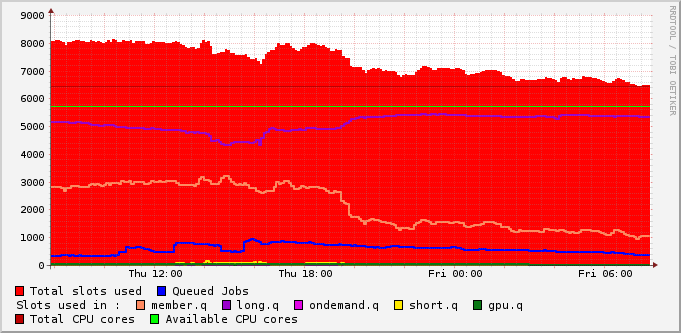 9000
8000
7000
6000
5000
4000
3000
2000
1000
0
Thu 12:00 Thu 18:00 Fri 00:00 Fri 06:00
RRDTOOL / TOBI OETIKER
Total slots used Queued Jobs
Slots used in : member.q long.q ondemand.q short.q gpu.q
Total CPU cores Available CPU cores